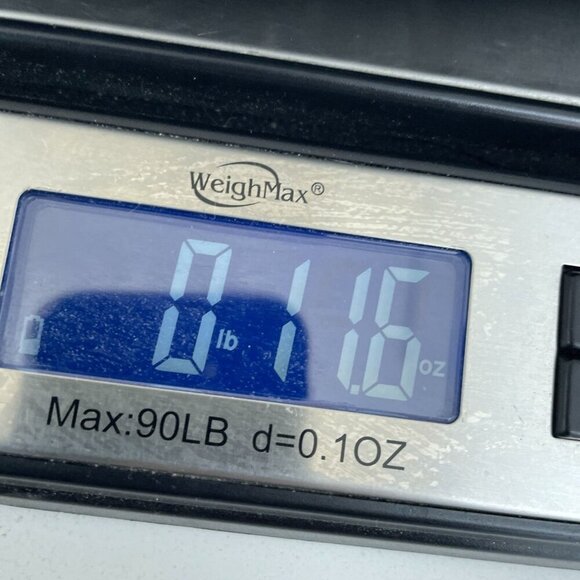 WeighMax®
0 lb 11.6 oz
Max:90LB d=0.1OZ